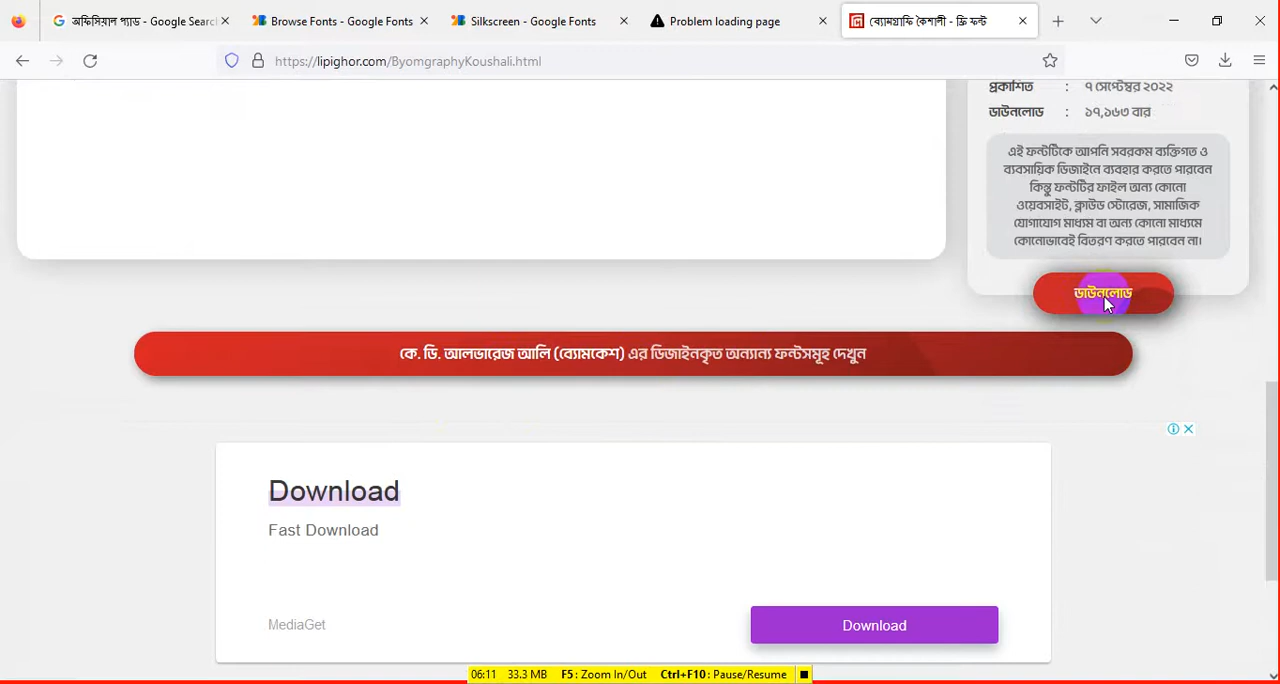 অফিসিয়াল প্যাড - Google Searc
Browse Fonts - Google Fonts
Silkscreen - Google Fonts
Problem loading page
ব্যোমগ্রাফি কৈশালী - ফ্রি ফন্ট
https://lipighor.com/ByomgraphyKoushali.html
প্রকাশিত : ৭ সেপ্টেম্বর ২০২২
ডাউনলোড : ১৭,১৬৩ বার
এই ফন্টটিকে আপনি সবরকম ব্যক্তিগত ও
ব্যবসায়িক ডিজাইনে ব্যবহার করতে পারবেন
কিন্তু ফন্টটির ফাইল অন্য কোনো
ওয়েবসাইট, ক্লাউড স্টোরেজ, সামাজিক
যোগাযোগ মাধ্যম বা অন্য কোনো মাধ্যমে
কোনোভাবেই বিতরণ করতে পারবেন না।
ডাউনলোড
কে. ডি. আলভারেজ আলি (ব্যোমকেশ) এর ডিজাইনকৃত অন্যান্য ফন্টসমূহ দেখুন
Download
Fast Download
MediaGet
Download
06:11 33.3 MB F5: Zoom In/Out Ctrl+F10: Pause/Resume